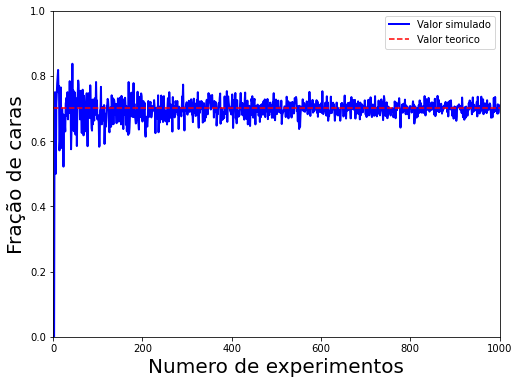 1.0
0.8
0.6
0.4
0.2
0.0
Fração de caras
Valor simulado
Valor teorico
0 200 400 600 800 1000
Numero de experimentos